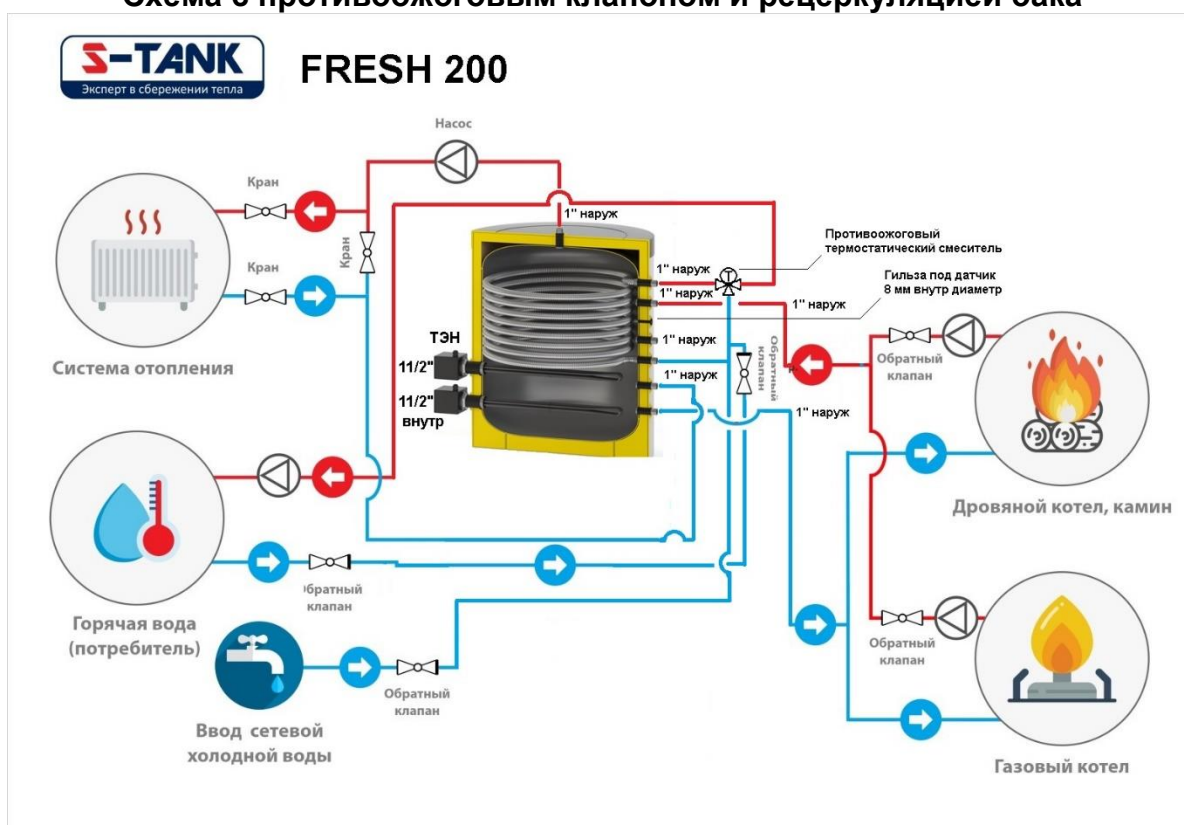 Схема с противоожоговым клапоном и рецеркуляцией бака
S-TANK
Эксперт в сбережении тепла
FRESH 200
Насос
Кран
Кран
Кран
1" наруж
Противоожоговый
термостатический смеситель
1" наруж
Гильза под датчик
8 мм внутр диаметр
1" наруж
1" наруж
ТЭН
1" наруж
Обратный
клапан
Обратный
клапан
11/2"
1" наруж
Система отопления
11/2"
внутр
1" наруж
Дровяной котел, камин
Обратный
клапан
Горячая вода
(потребитель)
Обратный
клапан
Обратный
клапан
Ввод сетевой
холодной воды
Газовый котел